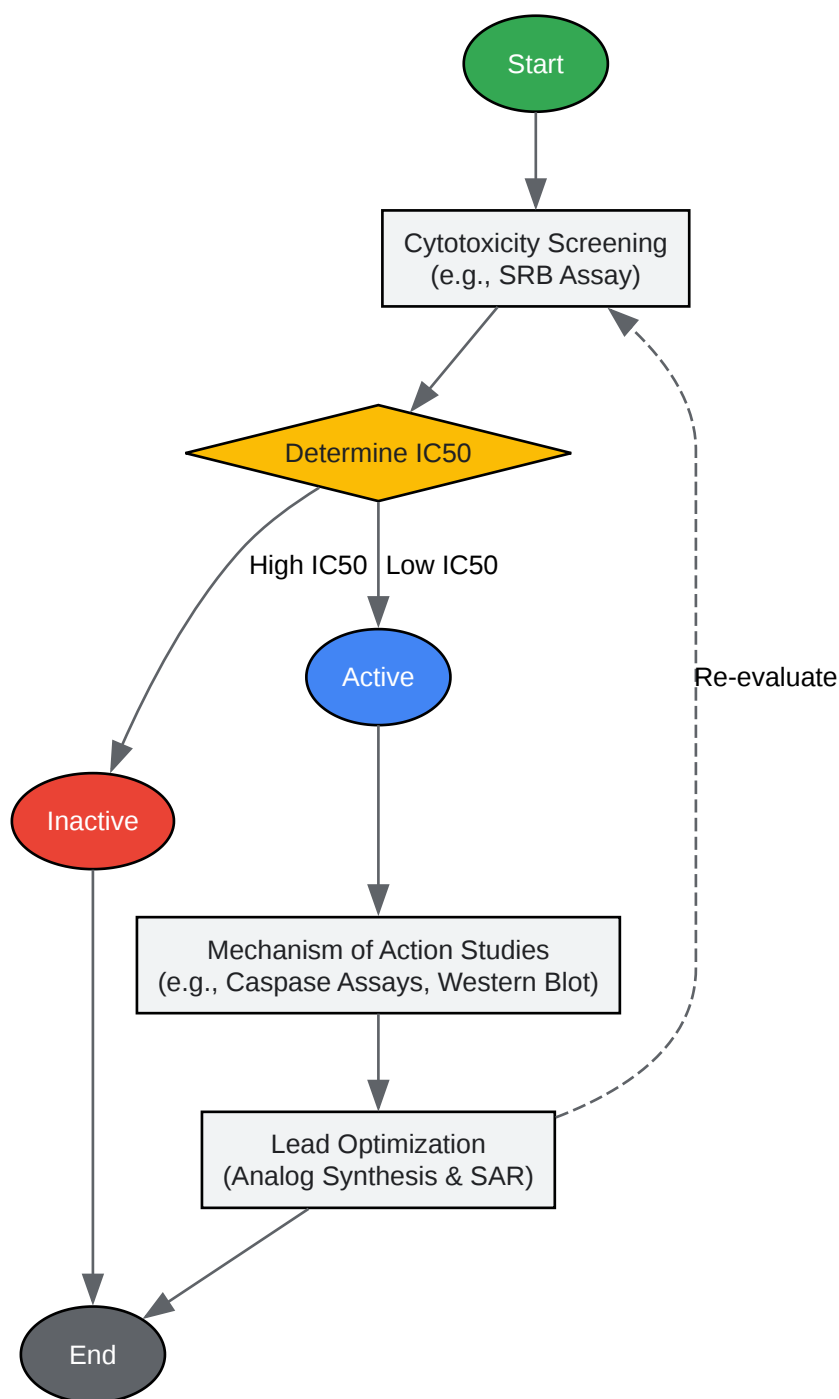 Start
Cytotoxicity Screening
(e.g., SRB Assay)
Determine IC50
High IC50
Low IC50
Active
Re-evaluate
Inactive
Mechanism of Action Studies
(e.g., Caspase Assays, Western Blot)
Lead Optimization
(Analog Synthesis & SAR)
End